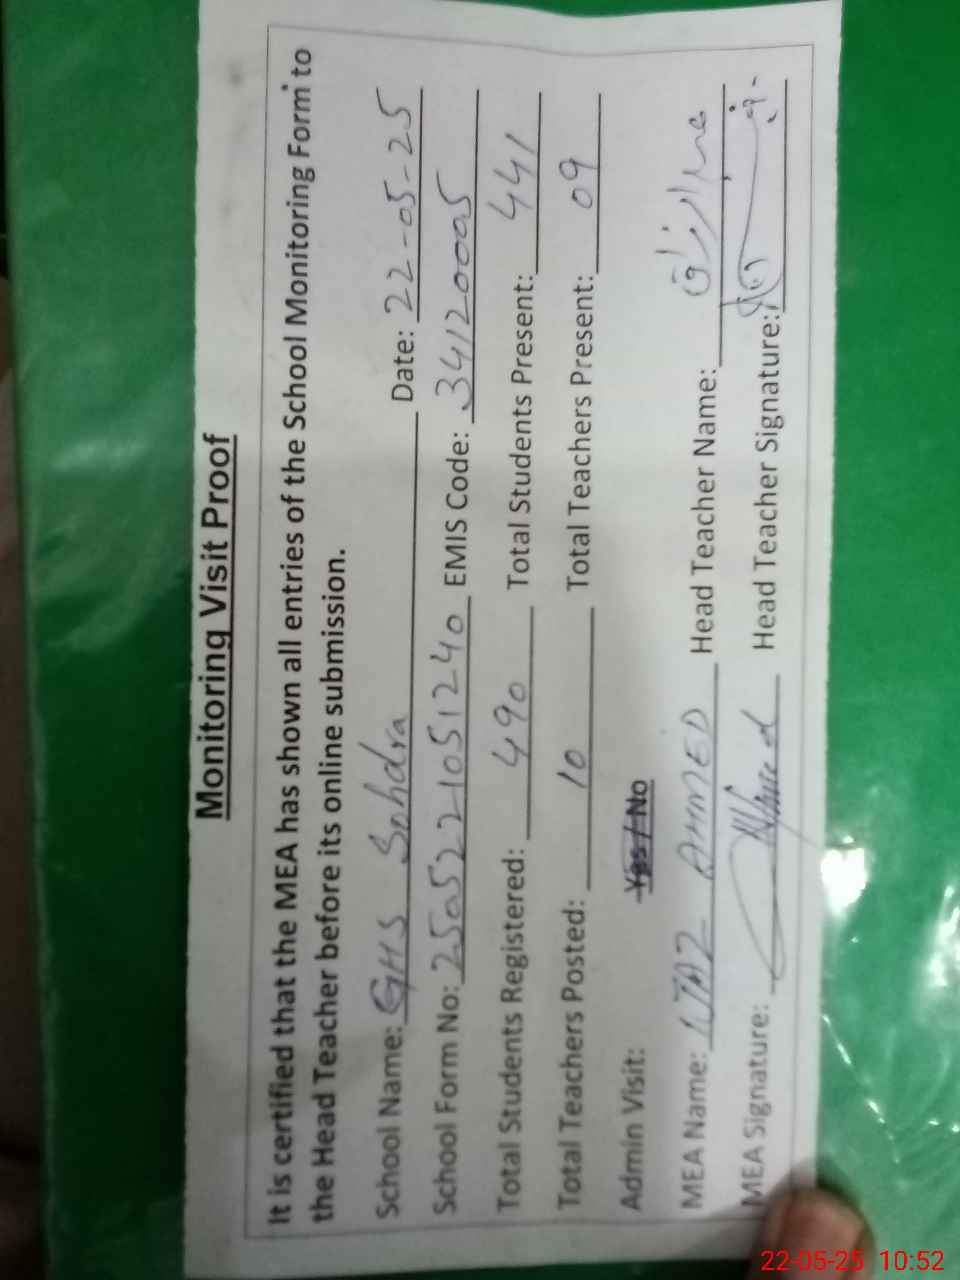 Monitoring Visit Proof
It is certified that the MEA has shown all entries of the School Monitoring Form to
the Head Teacher before its online submission.
School Name: GHS Sohdra Date: 22-05-25
School Form No: 2505221051240 EMIS Code: 34120005
Total Students Registered: 490 Total Students Present: 441
Total Teachers Posted: 10 Total Teachers Present: 09
Admin Visit: Yes / No
MEA Name: AHMED Head Teacher Name:
MEA Signature: Head Teacher Signature:
22-05-25 10:52